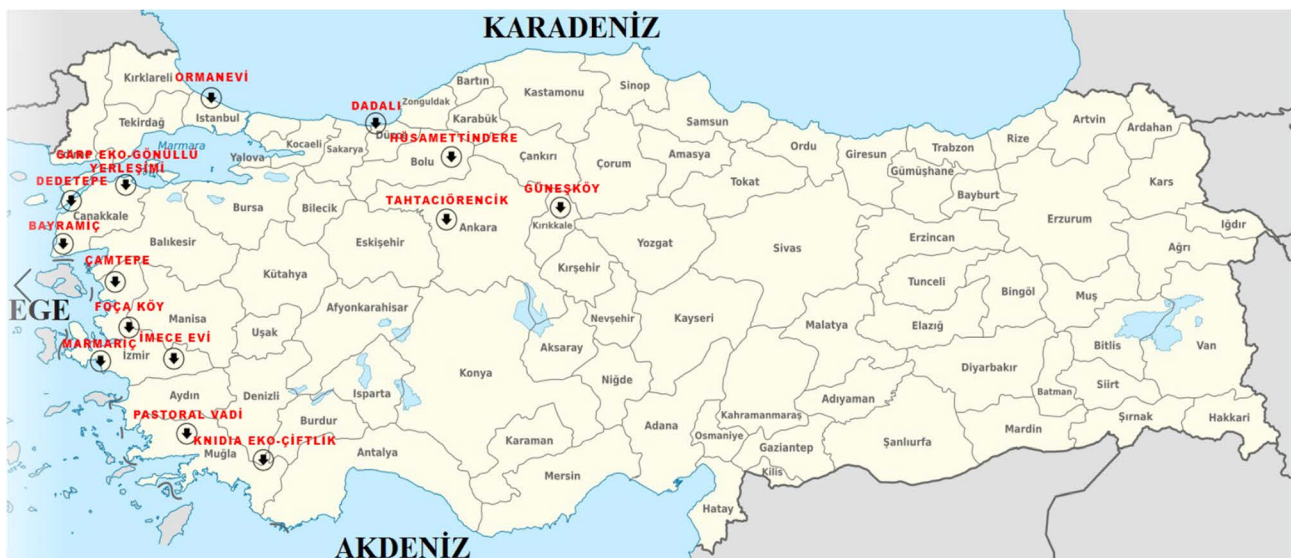 KARADENİZ
Kırklareli
ORMANEVİ
Bartın
Kastamonu
Sinop
Zonguldak
DADALI
Tekirdağ
İstanbul
Karabük
Samsun
Artvin
Ardahan
Rize
Marmara
HÜSAMETTİNDERE
Kocaeli
Sakarya
Yalova
Bolu
Çankırı
Çorum
Amasya
Ordu
Giresun
Trabzon
GARP EKO-GÖNÜLLÜ
YERLEŞİMİ
Gümüşhane
Bayburt
Kars
DEDETEPE
Çanakkale
Bursa
Bilecik
TAHTACIÖRENCİK
GÜNEŞKÖY
Tokat
Erzurum
Iğdır
BAYRAMİÇ
Balıkesir
Eskişehir
Ankara
Kırıkkale
Yozgat
Sivas
Erzincan
Ağrı
ÇAMTEPE
Kütahya
Kırşehir
Tunceli
Bingöl
Muş
EGE
FOÇA KÖY
Manisa
Afyonkarahisar
Uşak
Nevşehir
Kayseri
Malatya
Elazığ
Bitlis
Van
İMECE EVİ
MARMARİÇ
İzmir
Aksaray
Konya
Niğde
Diyarbakır
Batman
Siirt
Aydın
Denizli
Isparta
Burdur
Kahramanmaraş
Adıyaman
Şırnak
Hakkari
PASTORAL VADİ
Muğla
KNIDIA EKO-ÇİFTLİK
Antalya
Karaman
Adana
Osmaniye
Gaziantep
Şanlıurfa
Mardin
Mersin
Kilis
Hatay
AKDENİZ